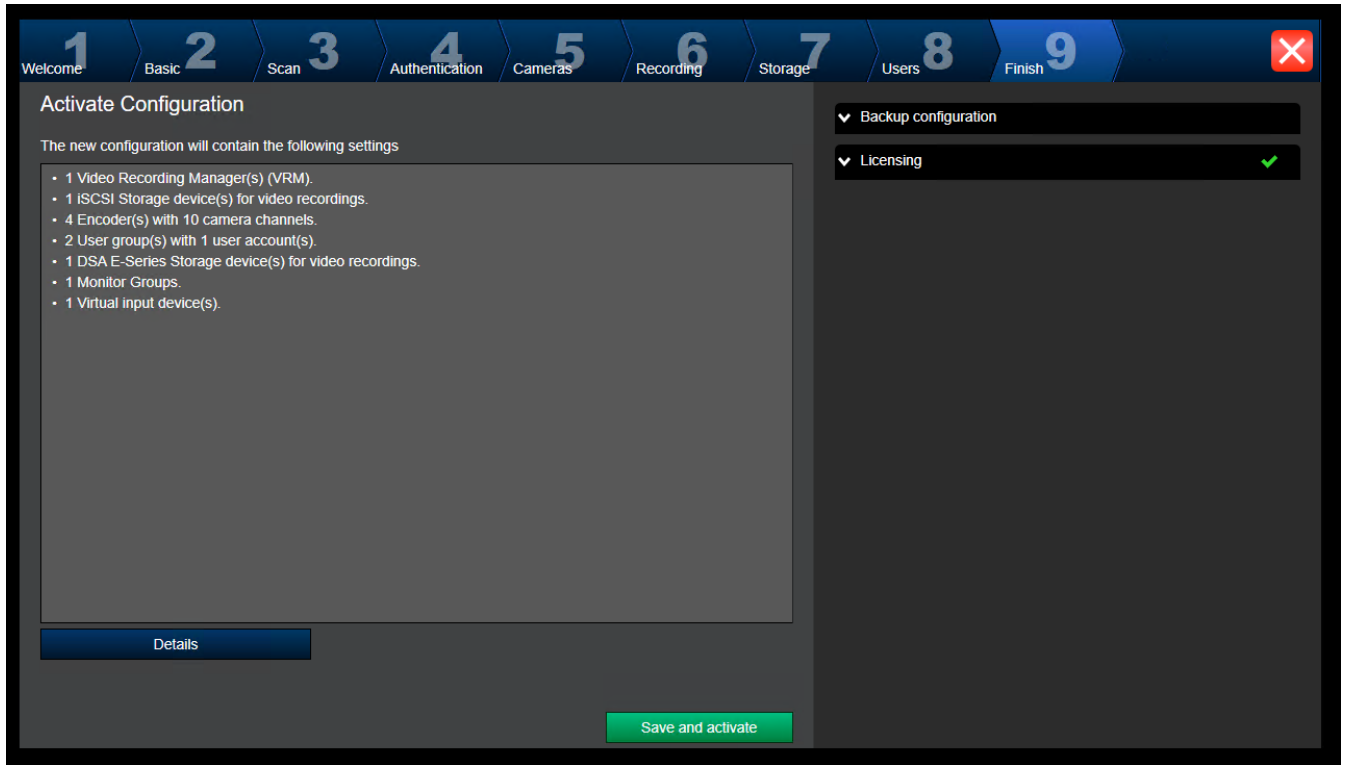 1 Welcome
2 Basic
3 Scan
4 Authentication
5 Cameras
6 Recording
7 Storage
8 Users
9 Finish
Activate Configuration
The new configuration will contain the following settings
• 1 Video Recording Manager(s) (VRM).
• 1 iSCSI Storage device(s) for video recordings.
• 4 Encoder(s) with 10 camera channels.
• 2 User group(s) with 1 user account(s).
• 1 DSA E-Series Storage device(s) for video recordings.
• 1 Monitor Groups.
• 1 Virtual input device(s).
Details
Save and activate
Backup configuration
Licensing